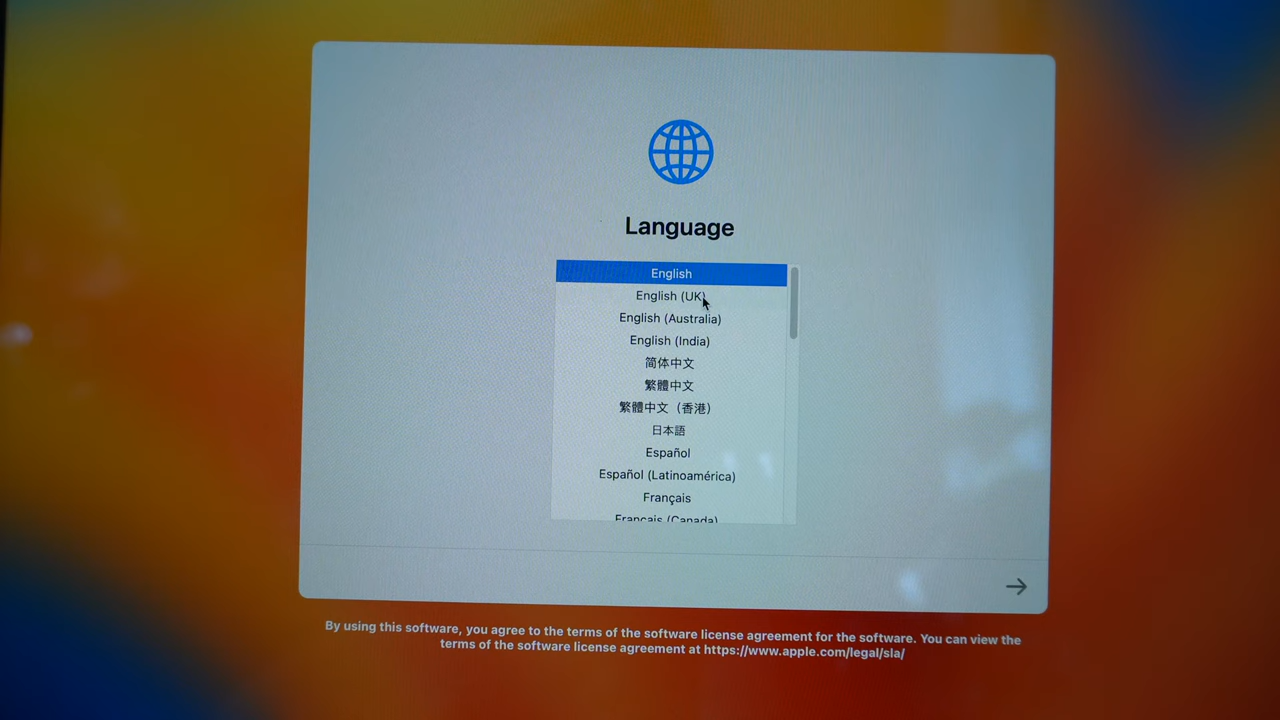 Language
English
English (UK)
English (Australia)
English (India)
简体中文
繁體中文
繁體中文（香港）
日本語
Español
Español (Latinoamérica)
Français
Français (Canada)
By using this software, you agree to the terms of the software license agreement for the software. You can view the
terms of the software license agreement at https://www.apple.com/legal/sla/